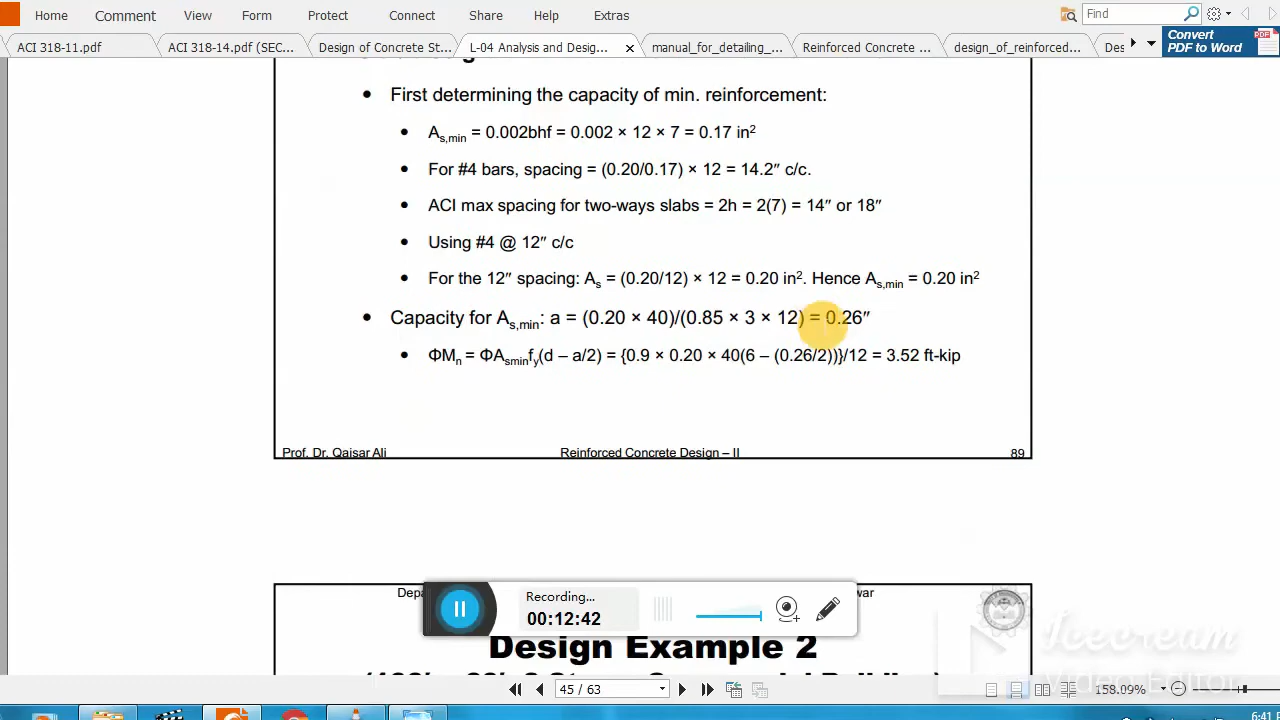 Home Comment View Form Protect Connect Share Help Extras Find
ACI 318-11.pdf ACI 318-14.pdf (SEC... Design of Concrete St... L-04 Analysis and Desig... × manual_for_detailing_... Reinforced Concrete ... design_of_reinforced... Des Convert
PDF to Word
• First determining the capacity of min. reinforcement:
• As,min = 0.002bhf = 0.002 × 12 × 7 = 0.17 in²
• For #4 bars, spacing = (0.20/0.17) × 12 = 14.2″ c/c.
• ACI max spacing for two-ways slabs = 2h = 2(7) = 14″ or 18″
• Using #4 @ 12″ c/c
• For the 12″ spacing: As = (0.20/12) × 12 = 0.20 in². Hence As,min = 0.20 in²
• Capacity for As,min: a = (0.20 × 40)/(0.85 × 3 × 12) = 0.26″
• ΦMn = ΦAsminfy(d – a/2) = {0.9 × 0.20 × 40(6 – (0.26/2))}/12 = 3.52 ft-kip
Prof. Dr. Qaisar Ali Reinforced Concrete Design – II 89
Recording...
00:12:42
Design Example 2
Icecream
Video Editor
45 / 63 158.09%
6:41 P